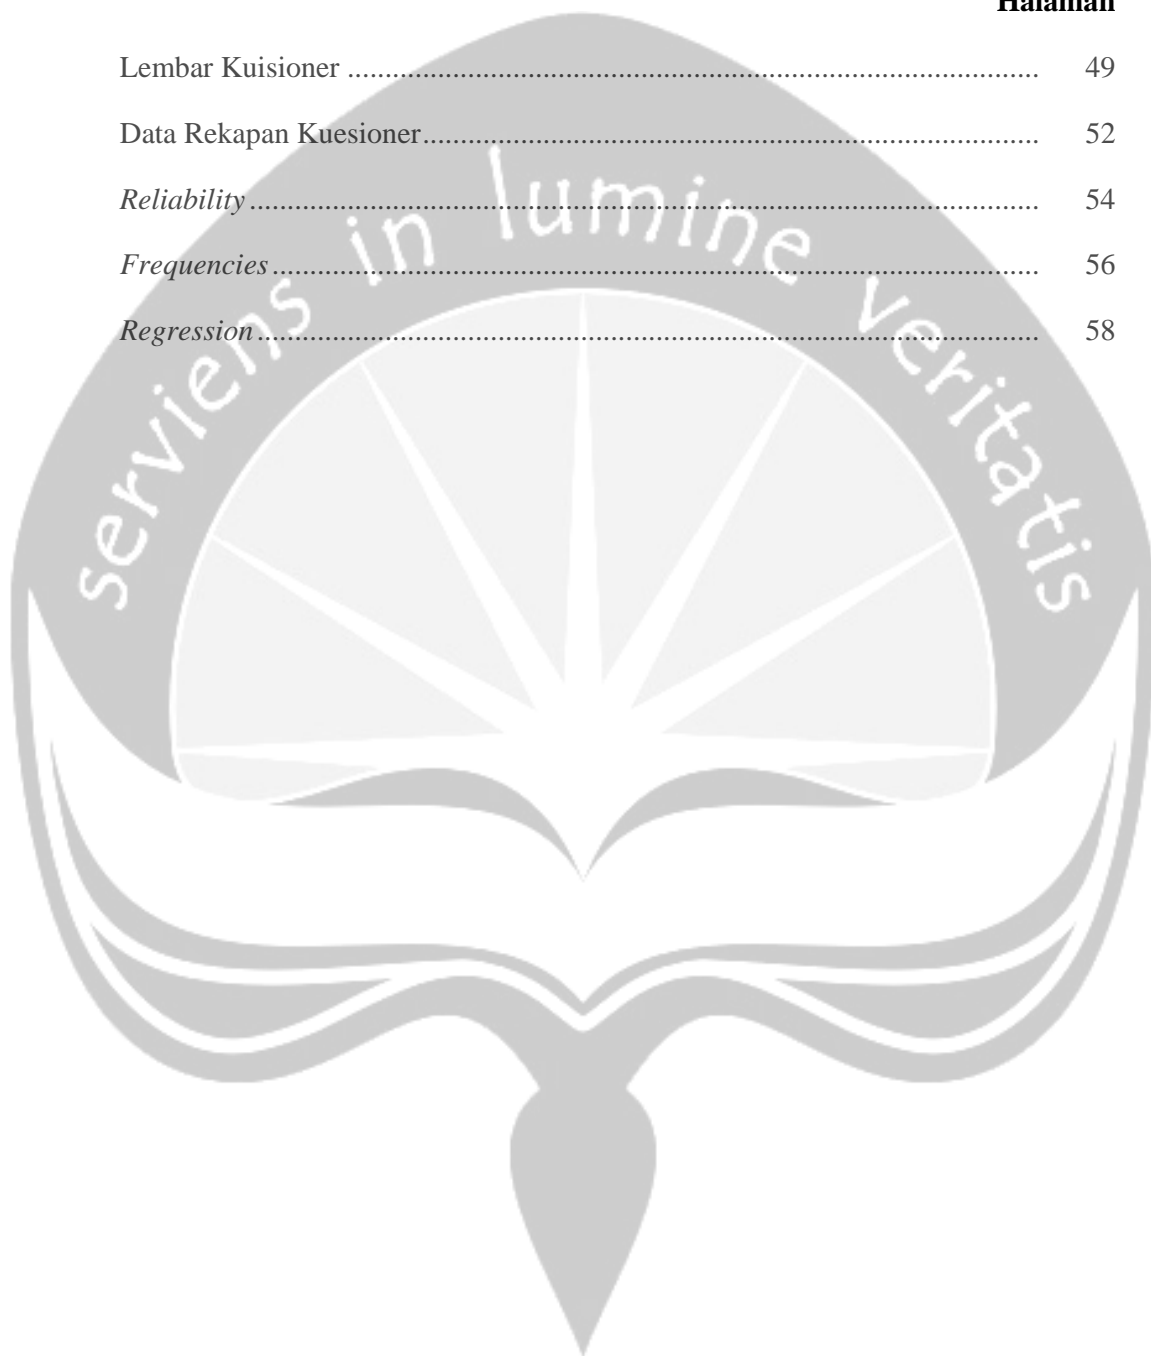 Halaman
Lembar Kuisioner ............................................................................................ 49
Data Rekapan Kuesioner.................................................................................. 52
Reliability ......................................................................................................... 54
Frequencies ...................................................................................................... 56
Regression ........................................................................................................ 58
serviens in lumine veritatis